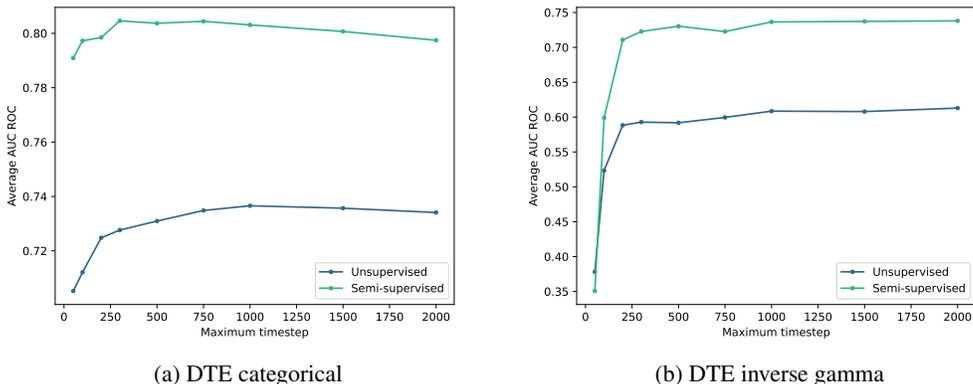 0.80
0.78
0.76
0.74
0.72
Average AUC ROC
0 250 500 750 1000 1250 1500 1750 2000
Maximum timestep
Unsupervised
Semi-supervised
(a) DTE categorical
0.75
0.70
0.65
0.60
0.55
0.50
0.45
0.40
0.35
Average AUC ROC
0 250 500 750 1000 1250 1500 1750 2000
Maximum timestep
Unsupervised
Semi-supervised
(b) DTE inverse gamma